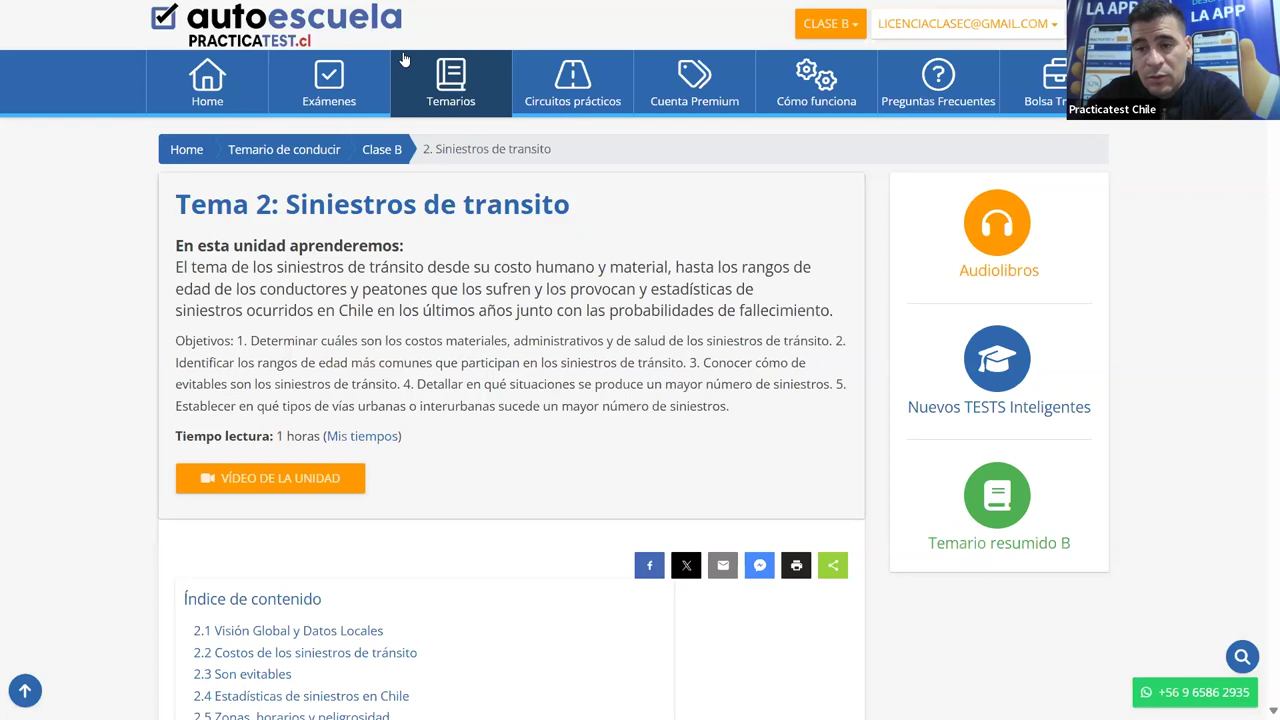 autoescuela
PRACTICATEST.cl
CLASE B
LICENCIACLASEC@GMAIL.COM
LA APP
LA APP
Practicatest Chile
Home
Exámenes
Temarios
Circuitos prácticos
Cuenta Premium
Cómo funciona
Preguntas Frecuentes
Home
Temario de conducir
Clase B
2. Siniestros de transito
Tema 2: Siniestros de transito
En esta unidad aprenderemos:
El tema de los siniestros de tránsito desde su costo humano y material, hasta los rangos de
edad de los conductores y peatones que los sufren y los provocan y estadísticas de
siniestros ocurridos en Chile en los últimos años junto con las probabilidades de fallecimiento.
Objetivos: 1. Determinar cuáles son los costos materiales, administrativos y de salud de los siniestros de tránsito. 2.
Identificar los rangos de edad más comunes que participan en los siniestros de tránsito. 3. Conocer cómo de
evitables son los siniestros de tránsito. 4. Detallar en qué situaciones se produce un mayor número de siniestros. 5.
Establecer en qué tipos de vías urbanas o interurbanas sucede un mayor número de siniestros.
Tiempo lectura: 1 horas (Mis tiempos)
VÍDEO DE LA UNIDAD
Audiolibros
Nuevos TESTS Inteligentes
Temario resumido B
Índice de contenido
2.1 Visión Global y Datos Locales
2.2 Costos de los siniestros de tránsito
2.3 Son evitables
2.4 Estadísticas de siniestros en Chile
2.5 Zonas, horarios y peligrosidad
+56 9 6586 2935